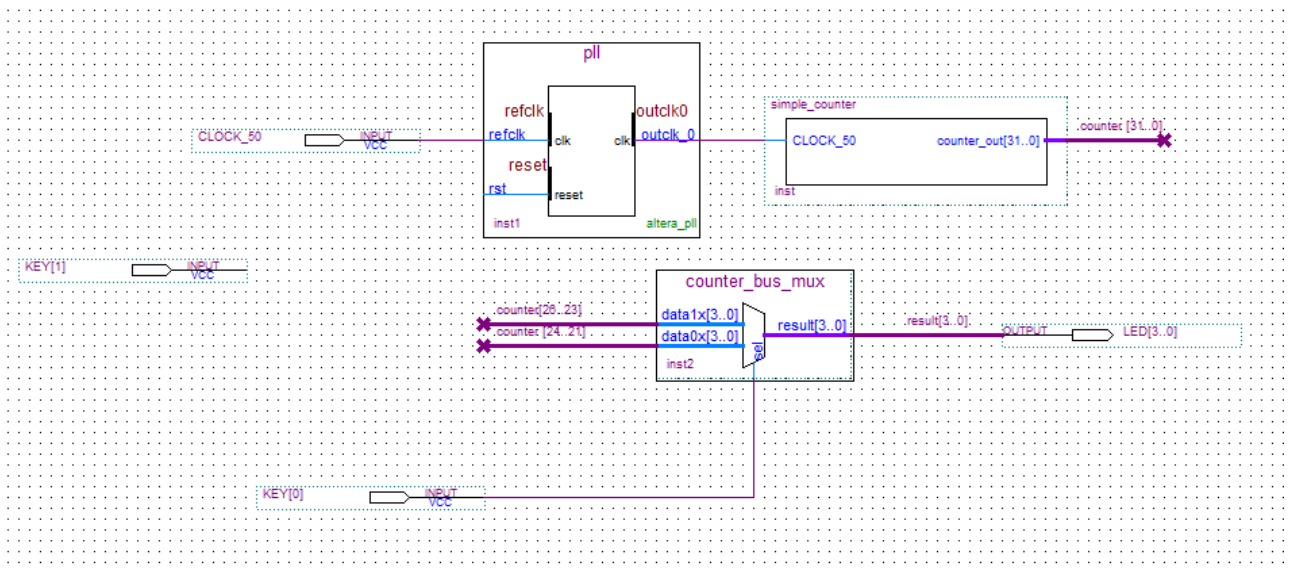 pll
refclk
outclk0
CLOCK_50
INPUT
VCC
refclk
clk
clk
outclk_0
reset
rst
reset
inst1
altera_pll
simple_counter
CLOCK_50
counter_out[31..0]
inst
.counter. [31..0]
KEY[1]
INPUT
VCC
counter_bus_mux
.counter.[26..23]
data1x[3..0]
.counter. [24..21]
data0x[3..0]
result[3..0]
sel
inst2
.result[3..0].
OUTPUT
LED[3..0]
KEY[0]
INPUT
VCC